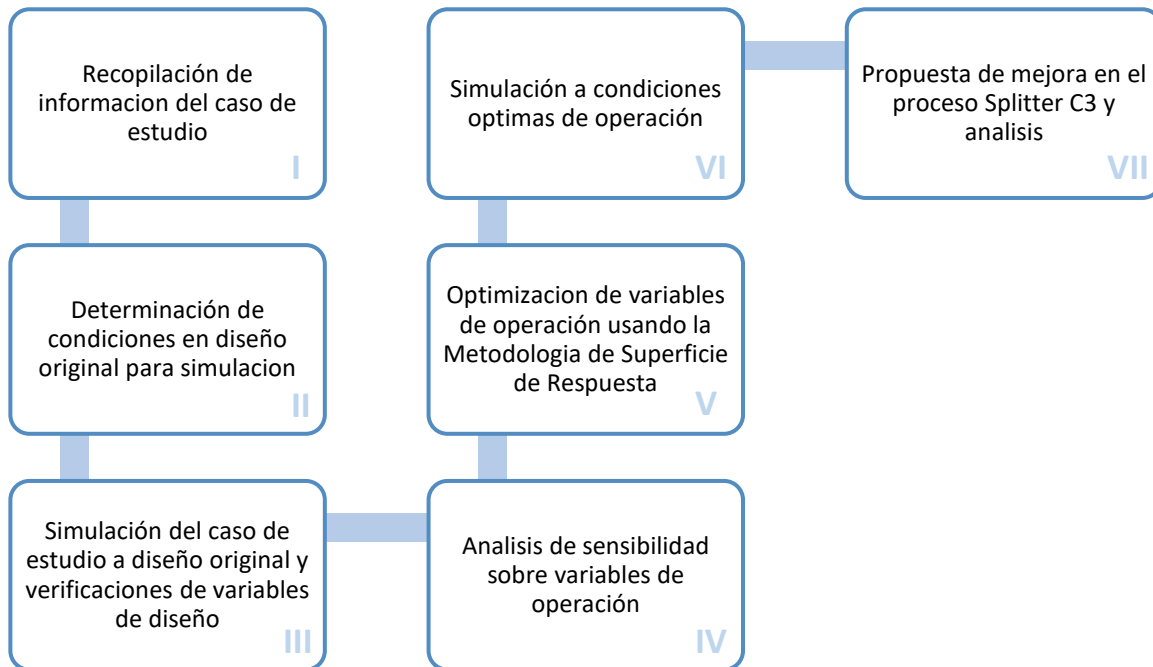 Recopilación de
informacion del caso de
estudio
I
Determinación de
condiciones en diseño
original para simulacion
II
Simulación del caso de
estudio a diseño original y
verificaciones de variables
de diseño
III
Analisis de sensibilidad
sobre variables de
operación
IV
Optimizacion de variables
de operación usando la
Metodologia de Superficie
de Respuesta
V
Simulación a condiciones
optimas de operación
VI
Propuesta de mejora en el
proceso Splitter C3 y
analisis
VII